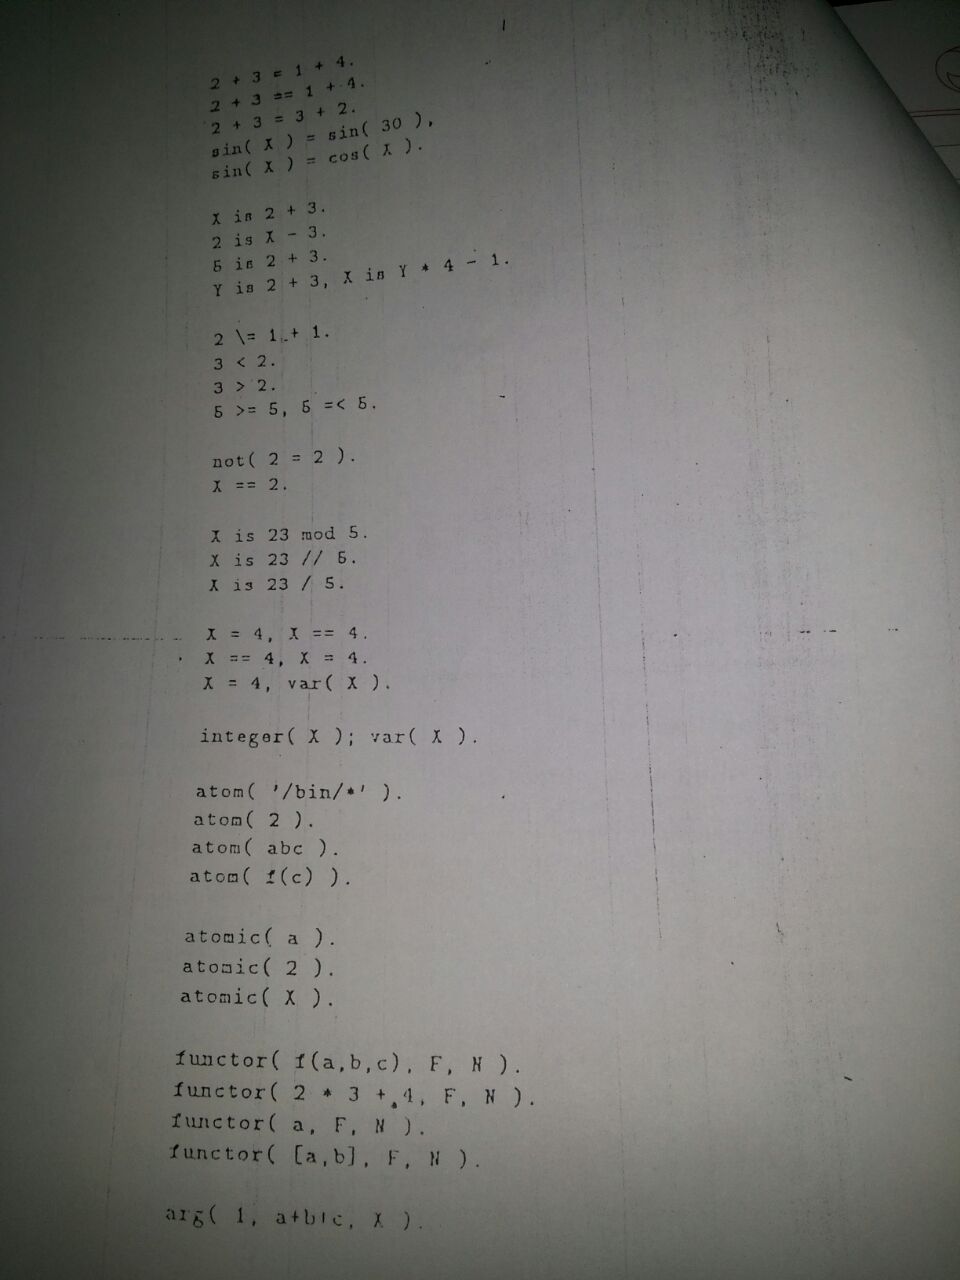 2 + 3 = 1 + 4.
2 + 3 == 1 + 4.
2 + 3 = 3 + 2.
sin( X ) = sin( 30 ).
sin( X ) = cos( X ).
X is 2 + 3.
2 is X - 3.
5 is 2 + 3.
Y is 2 + 3, X is Y * 4 - 1.
2 \= 1 + 1.
3 < 2.
3 > 2.
5 >= 5, 5 =< 5.
not( 2 = 2 ).
X == 2.
X is 23 mod 5.
X is 23 // 5.
X is 23 / 5.
X = 4, X == 4.
X == 4, X = 4.
X = 4, var( X ).
integer( X ); var( X ).
atom( '/bin/*' ).
atom( 2 ).
atom( abc ).
atom( f(c) ).
atomic( a ).
atomic( 2 ).
atomic( X ).
functor( f(a,b,c), F, N ).
functor( 2 * 3 + 4, F, N ).
functor( a, F, N ).
functor( [a,b], F, N ).
arg( 1, a+b+c, X ).